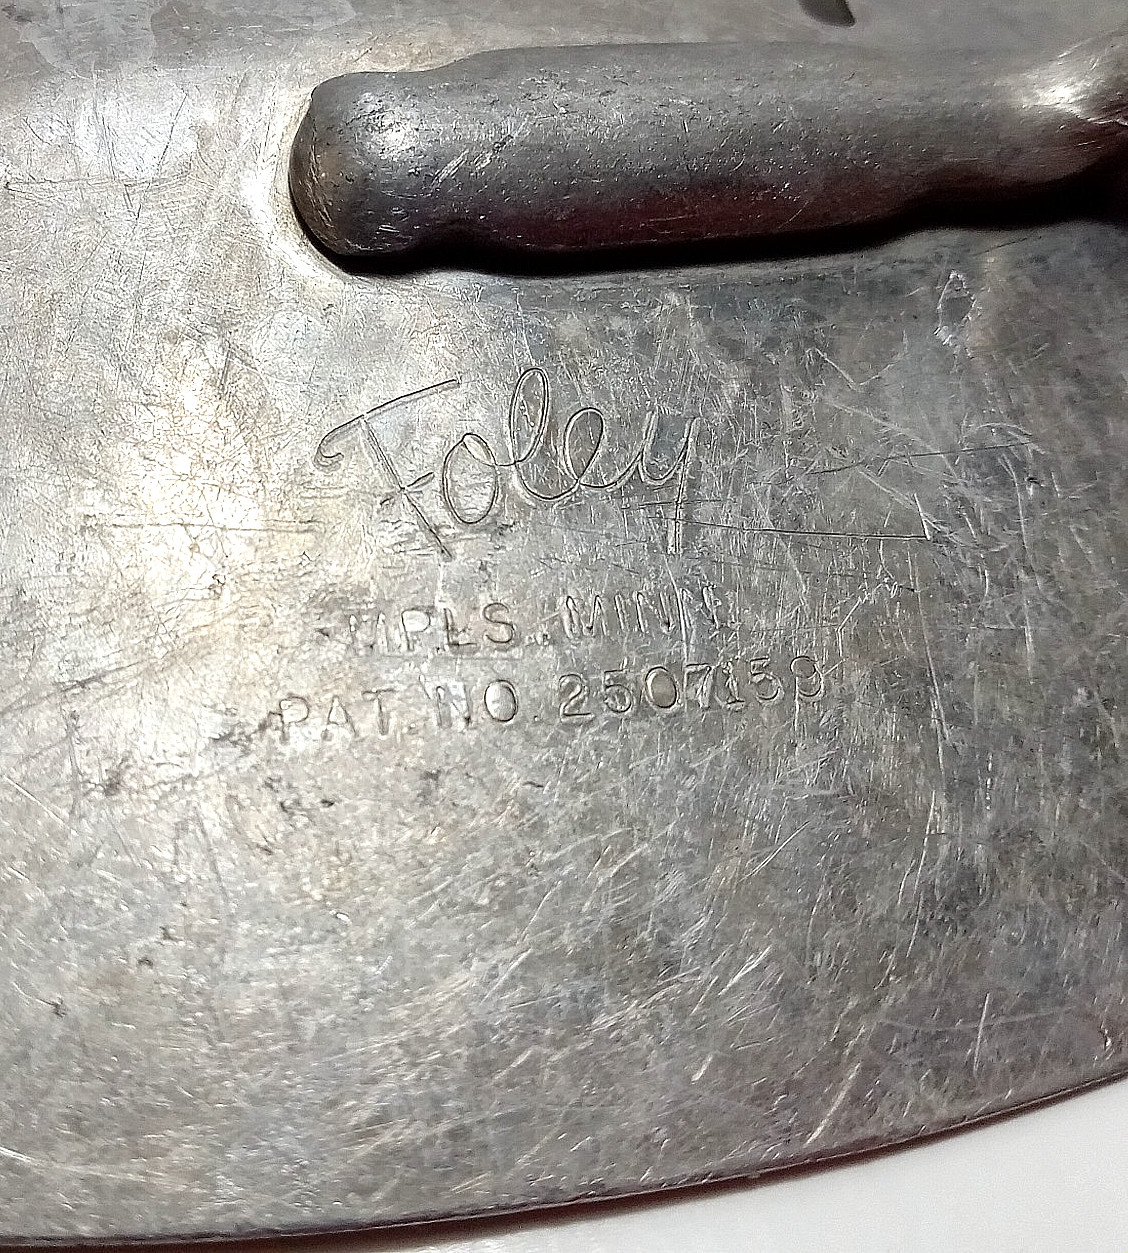 Foley
MPLS., MINN.
PAT. NO. 2507159